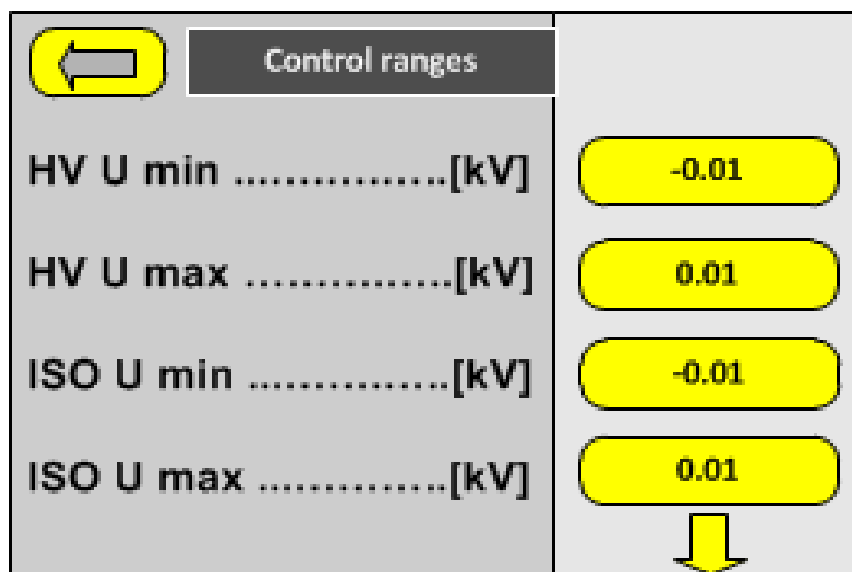 Control ranges
HV U min ..................[kV] -0.01
HV U max ..................[kV] 0.01
ISO U min .................[kV] -0.01
ISO U max ................[kV] 0.01